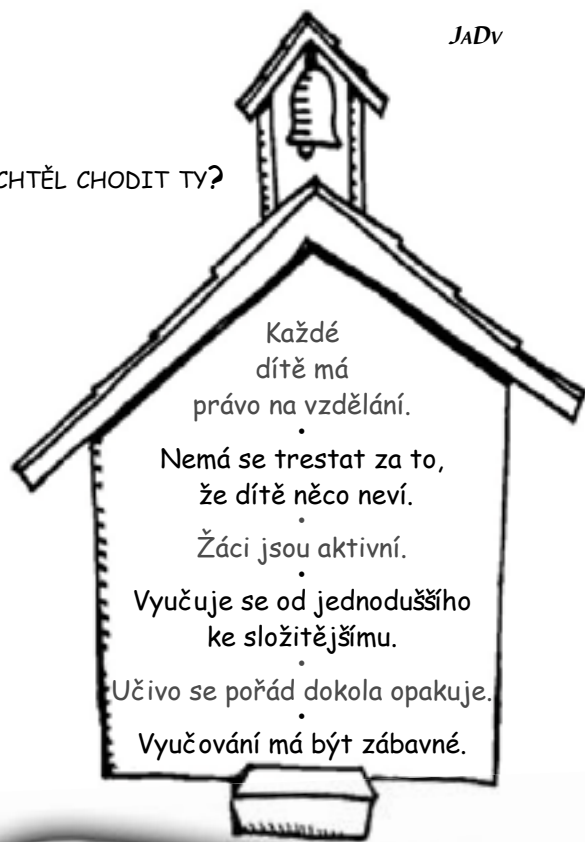 JaDv
CHTĚL CHODIT TY?
Každé
dítě má
právo na vzdělání.
•
Nemá se trestat za to,
že dítě něco neví.
•
Žáci jsou aktivní.
•
Vyučuje se od jednoduššího
ke složitějšímu.
•
Učivo se pořád dokola opakuje.
•
Vyučování má být zábavné.